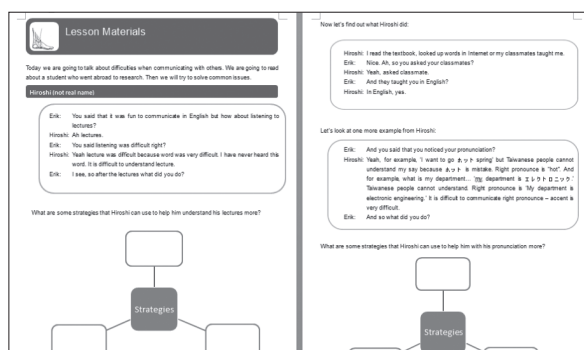 Lesson Materials
Today we are going to talk about difficulties when communicating with others. We are going to read
about a student who went abroad to research. Then we will try to solve common issues.
Hiroshi (not real name)
Erik: You said that it was fun to communicate in English but how about listening to
lectures?
Hiroshi: Ah lectures.
Erik: You said listening was difficult right?
Hiroshi: Yeah lecture was difficult because word was very difficult. I have never heard this
word. It is difficult to understand lecture.
Erik: I see, so after the lectures what did you do?
What are some strategies that Hiroshi can use to help him understand his lectures more?
Strategies
Now let's find out what Hiroshi did:
Hiroshi: I read the textbook, looked up words in Internet or my classmates taught me.
Erik: Nice. Ah, so you asked your classmates?
Hiroshi: Yeah, asked classmate.
Erik: And they taught you in English?
Hiroshi: In English, yes.
Let's look at one more example from Hiroshi:
Erik: And you said that you noticed your pronunciation?
Hiroshi: Yeah, for example, 'I want to go ホット spring' but Taiwanese people cannot
understand my say because ホット is mistake. Right pronounce is "hot". And
for example, what is my department... 'my department is エレクトロニック.'
Taiwanese people cannot understand. Right pronounce is 'My department is
electronic engineering.' It is difficult to communicate right pronounce – accent is
very difficult.
Erik: And so what did you do?
What are some strategies that Hiroshi can use to help him with his pronunciation more?
Strategies